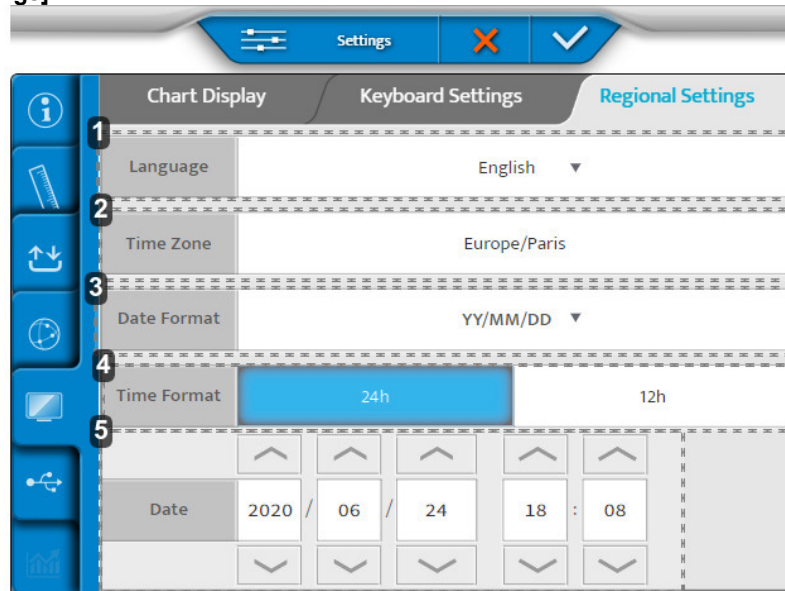 ge]
Settings
Chart Display Keyboard Settings Regional Settings
1
Language English ▼
2
Time Zone Europe/Paris
3
Date Format YY/MM/DD ▼
4
Time Format 24h 12h
5
Date 2020 / 06 / 24 18 : 08